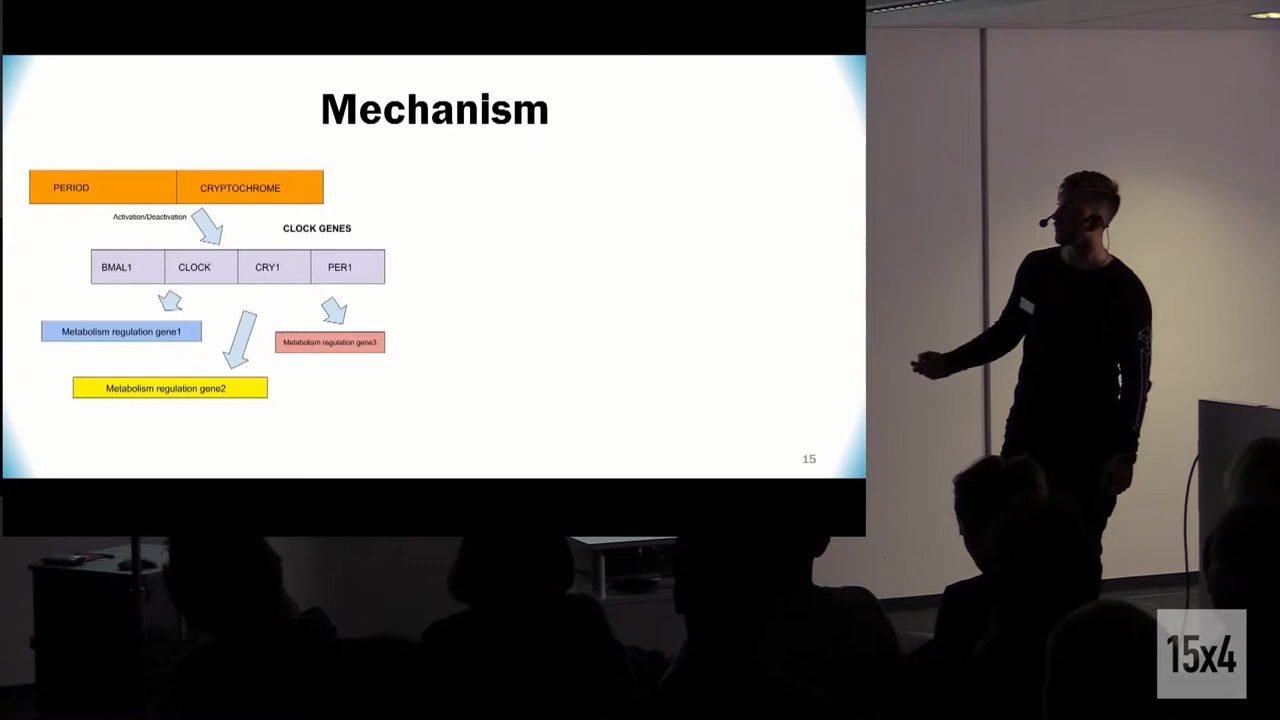 Mechanism
PERIOD CRYPTOCHROME
Activation/Deactivation
CLOCK GENES
BMAL1 CLOCK CRY1 PER1
Metabolism regulation gene1
Metabolism regulation gene3
Metabolism regulation gene2
15
15x4